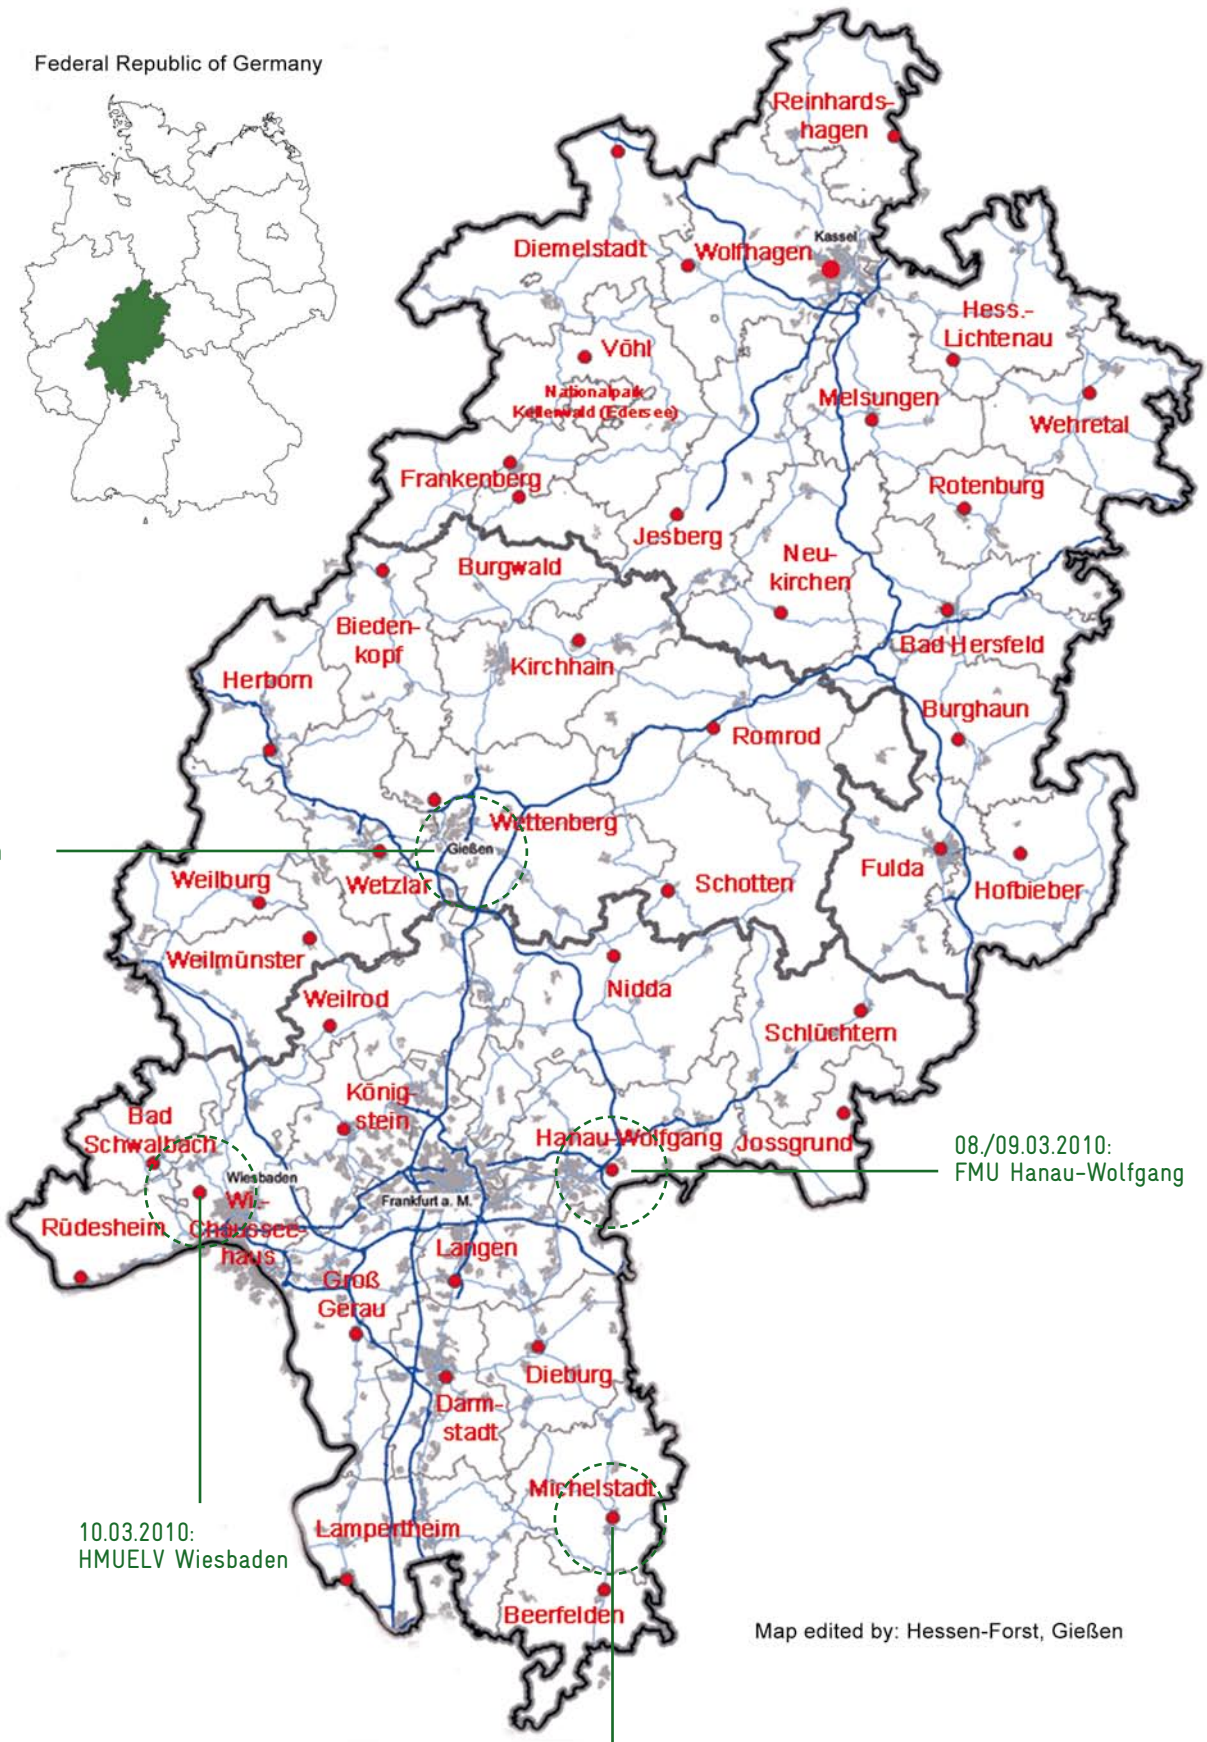 Federal Republic of Germany
Reinhards-
hagen
Kassel
Diemelstadt
Wolfhagen
Hess.-
Lichtenau
Vöhl
Nationalpark
Kellerwald (Edersee)
Melsungen
Wehretal
Frankenberg
Rotenburg
Jesberg
Neu-
kirchen
Burgwald
Bieden-
kopf
Kirchhain
Bad Hersfeld
Herborn
Burghaun
Romrod
Wettenberg
Gießen
Fulda
Hofbieber
Weilburg
Wetzlar
Schotten
Weilmünster
Nidda
Weilrod
Schlüchtern
König-
stein
Bad
Schwalbach
Hanau-Wolfgang
Jossgrund
08./09.03.2010:
FMU Hanau-Wolfgang
Wiesbaden
Frankfurt a. M.
Wi.-
Chaussee-
haus
Rüdesheim
Langen
Groß
Gerau
Dieburg
Darm-
stadt
Michelstadt
10.03.2010:
HMUELV Wiesbaden
Lampertheim
Beerfelden
Map edited by: Hessen-Forst, Gießen